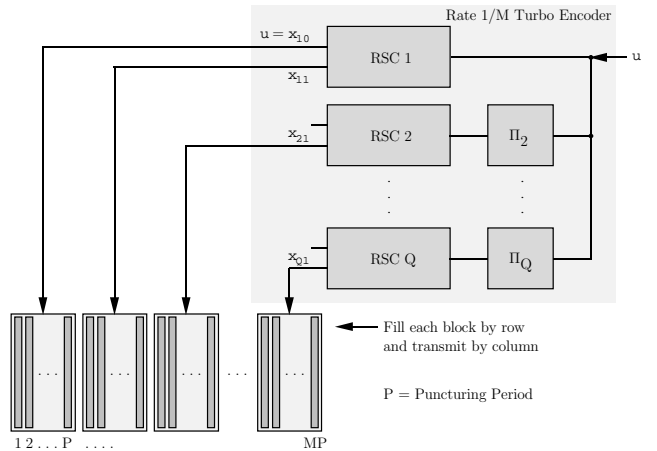 Rate 1/M Turbo Encoder
u = x10
RSC 1
u
x11
x21
RSC 2
Π2
. . .
. . .
xQ1
RSC Q
ΠQ
Fill each block by row
and transmit by column
. . . . . . . . . . . . . . .
P = Puncturing Period
1 2 . . . P . . . . MP